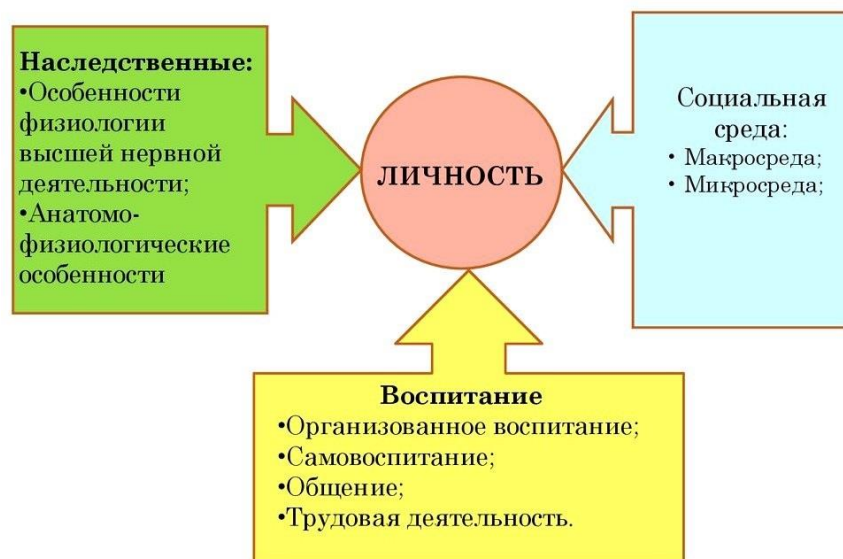 Наследственные:
•Особенности
физиологии
высшей нервной
деятельности;
•Анатомо-
физиологические
особенности
ЛИЧНОСТЬ
Социальная
среда:
• Макросреда;
• Микросреда;
Воспитание
•Организованное воспитание;
•Самовоспитание;
•Общение;
•Трудовая деятельность.